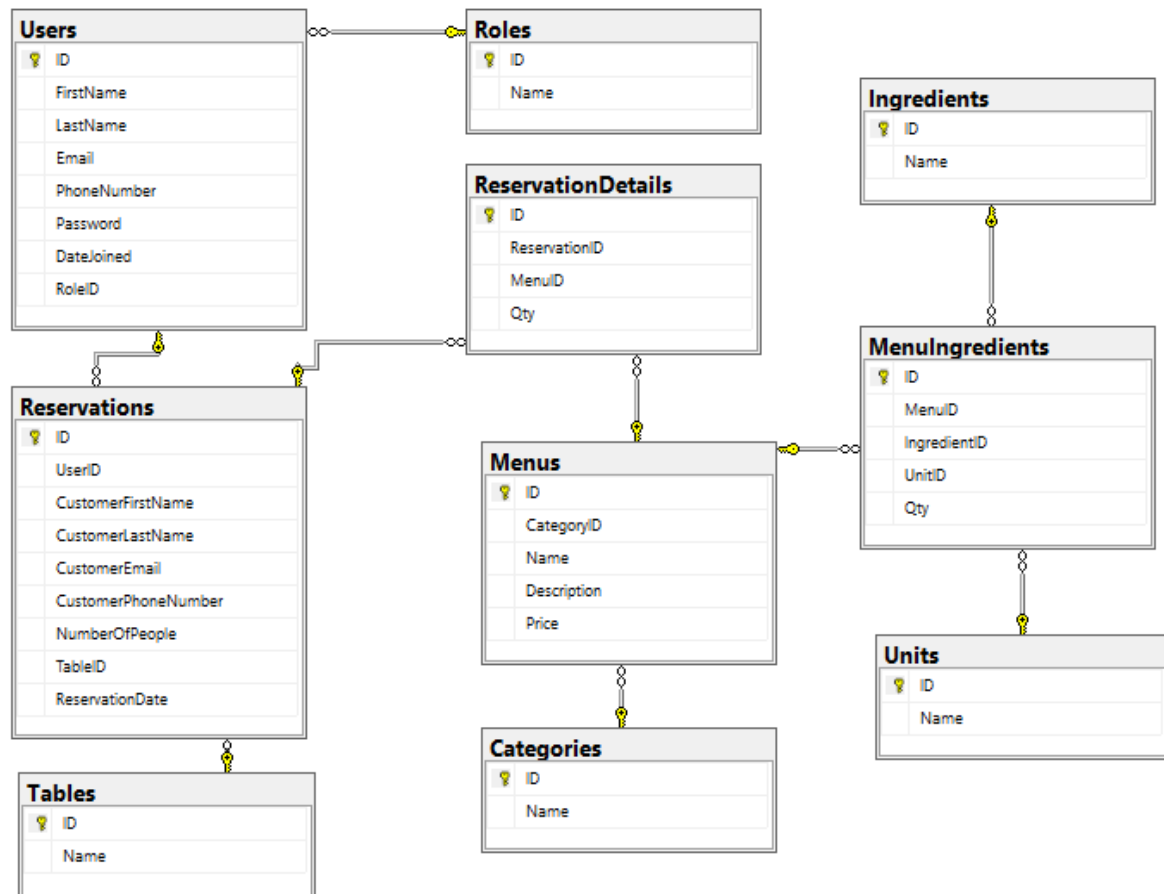 Users
ID
FirstName
LastName
Email
PhoneNumber
Password
DateJoined
RoleID
Roles
ID
Name
Ingredients
ID
Name
ReservationDetails
ID
ReservationID
MenuID
Qty
MenuIngredients
ID
MenuID
IngredientID
UnitID
Qty
Reservations
ID
UserID
CustomerFirstName
CustomerLastName
CustomerEmail
CustomerPhoneNumber
NumberOfPeople
TableID
ReservationDate
Menus
ID
CategoryID
Name
Description
Price
Units
ID
Name
Categories
ID
Name
Tables
ID
Name